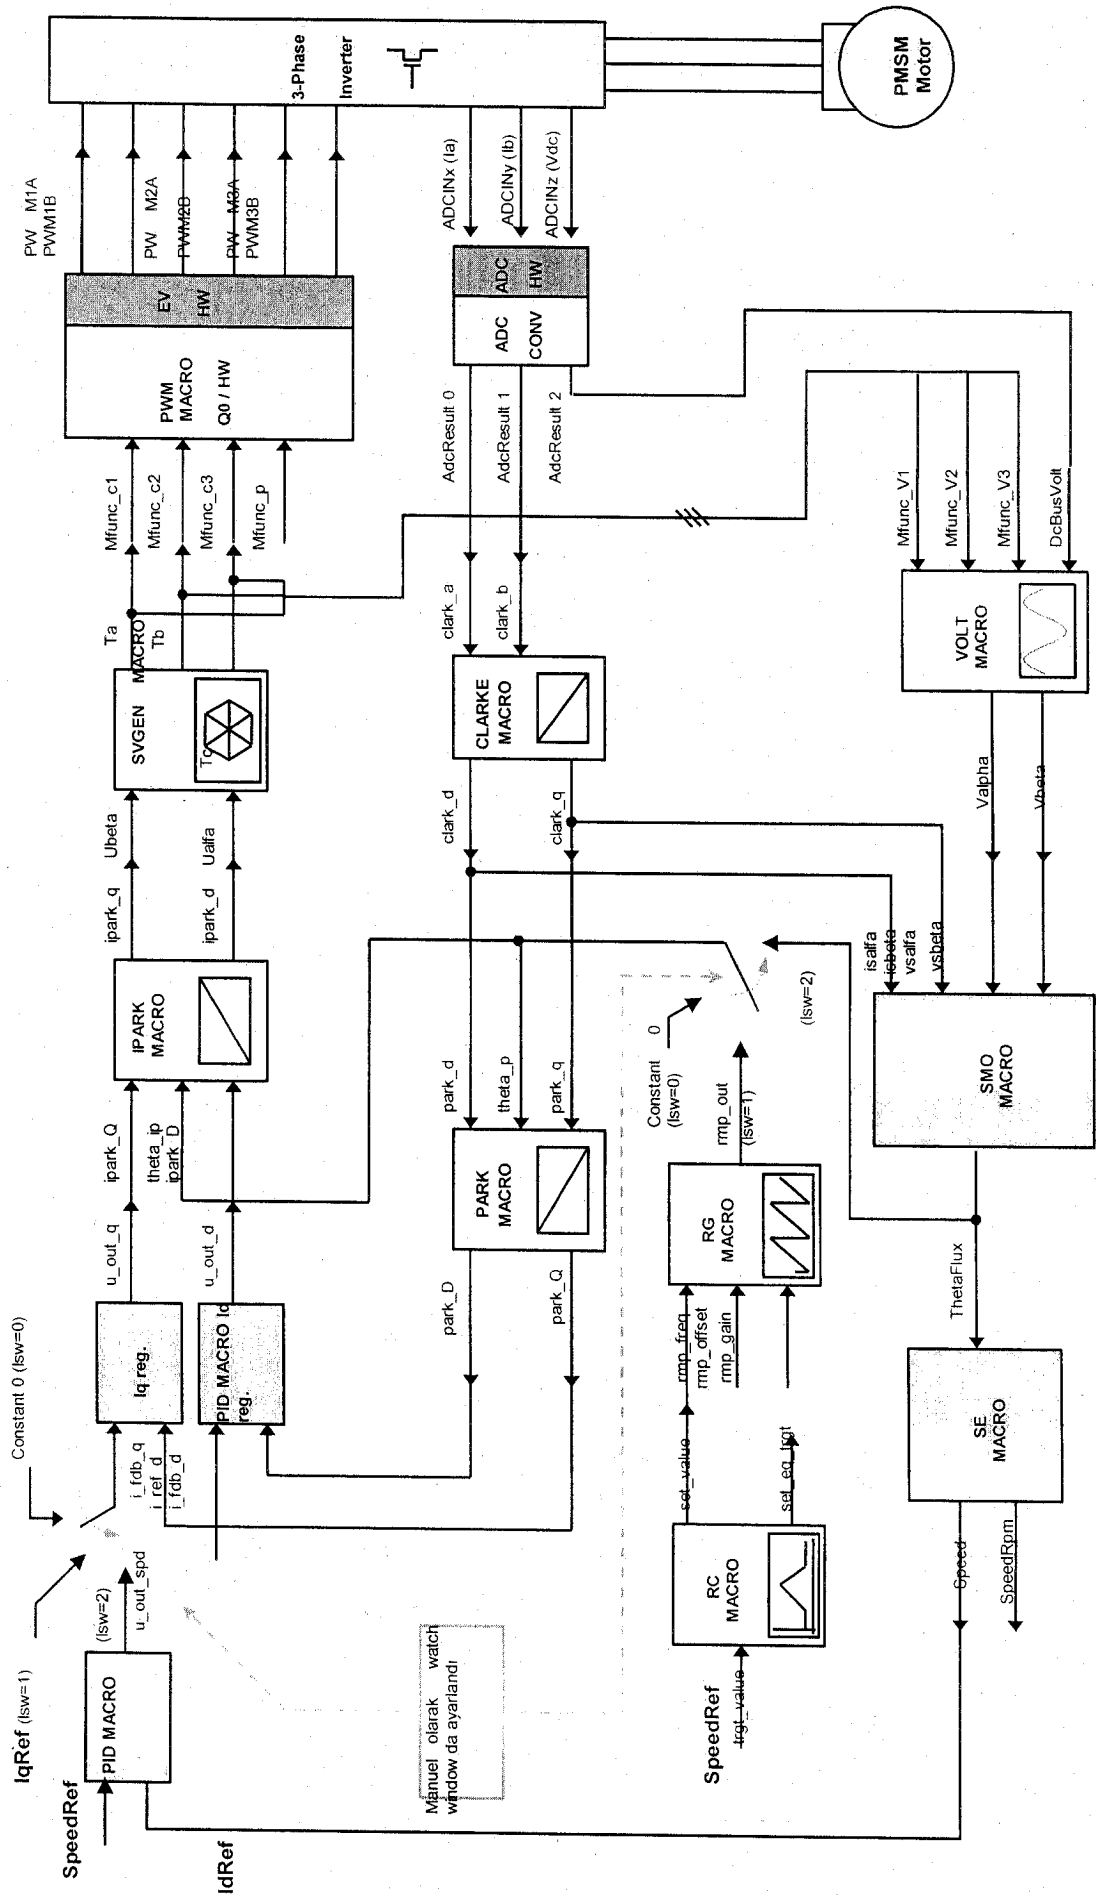 IqRef (lsw=1)
Constant 0 (lsw=0)
SpeedRef
PID MACRO
(lsw=2)
u_out_spd
IdRef
i_fdb_q
i_ref_d
i_fdb_d
Iq reg.
PID MACRO Id
reg.
u_out_q
u_out_d
ipark_Q
theta_ip
ipark_D
IPARK
MACRO
ipark_q
ipark_d
Ubeta
Ualfa
SVGEN
MACRO
Ta
Tb
Tc
Mfunc_c1
Mfunc_c2
Mfunc_c3
Mfunc_p
PWM
MACRO
Q0 / HW
EV
HW
PW M1A
PWM1B
PW M2A
PWM2B
PW M3A
PWM3B
3-Phase
Inverter
PMSM
Motor
ADCINx (Ia)
ADCINy (Ib)
ADCINz (Vdc)
ADC
HW
ADC
CONV
AdcResult 0
AdcResult 1
AdcResult 2
clark_a
clark_b
CLARKE
MACRO
clark_d
clark_q
park_d
theta_p
park_q
PARK
MACRO
park_D
park_Q
Manuel olarak watch
window da ayarlandı
SpeedRef
trgt_value
RC
MACRO
set_value
set_eq_trgt
rmp_freq
rmp_offset
rmp_gain
RG
MACRO
rmp_out
(lsw=1)
Constant 0
(lsw=0)
(lsw=2)
Mfunc_V1
Mfunc_V2
Mfunc_V3
DcBusVolt
VOLT
MACRO
Valpha
Vbeta
isalfa
isbeta
vsalfa
vsbeta
SMO
MACRO
ThetaFlux
SE
MACRO
Speed
SpeedRpm